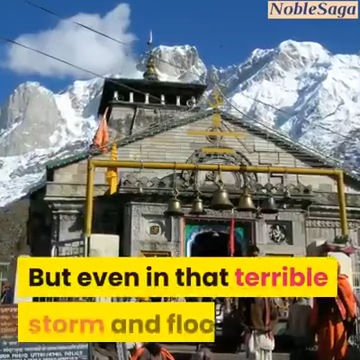 NobleSaga
But even in that terrible
storm and floo